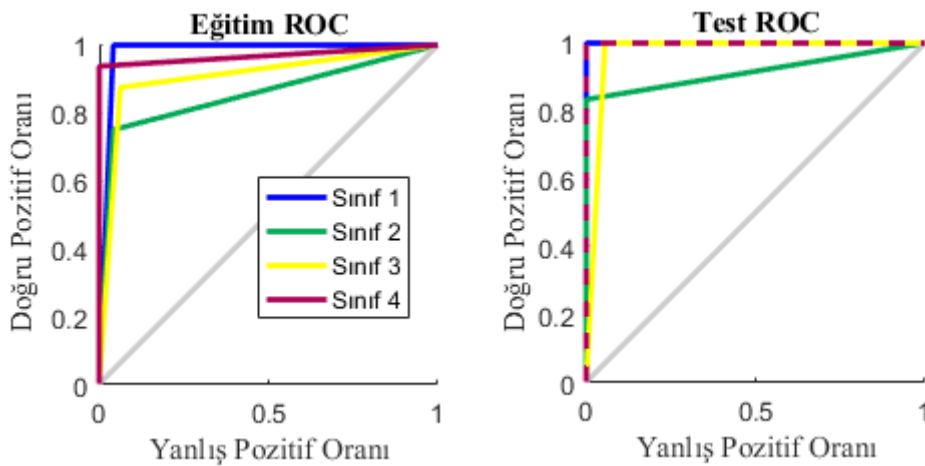 Eğitim ROC
1
0.8
0.6
0.4
0.2
0
Doğru Pozitif Oranı
Sınıf 1
Sınıf 2
Sınıf 3
Sınıf 4
0
0.5
1
Yanlış Pozitif Oranı
Test ROC
1
0.8
0.6
0.4
0.2
0
Doğru Pozitif Oranı
0
0.5
1
Yanlış Pozitif Oranı